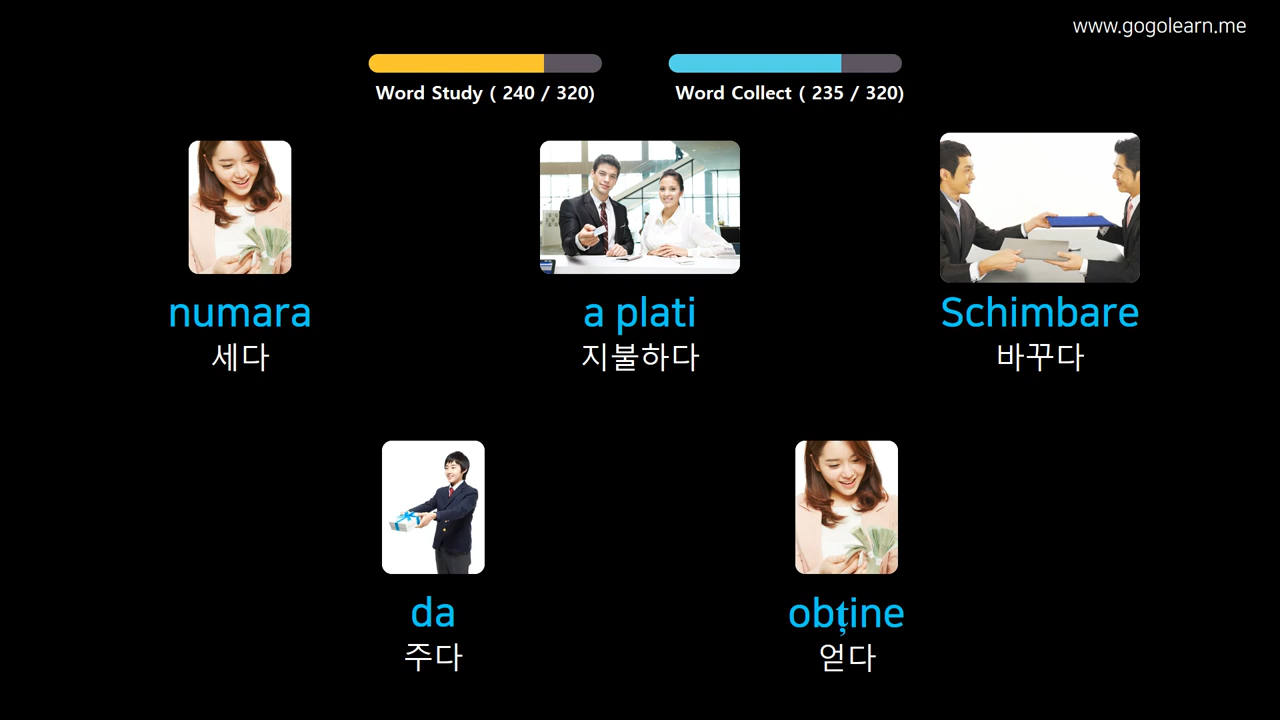 www.gogolearn.me
Word Study ( 240 / 320)
Word Collect ( 235 / 320)
numara
세다
a plati
지불하다
Schimbare
바꾸다
da
주다
obține
얻다